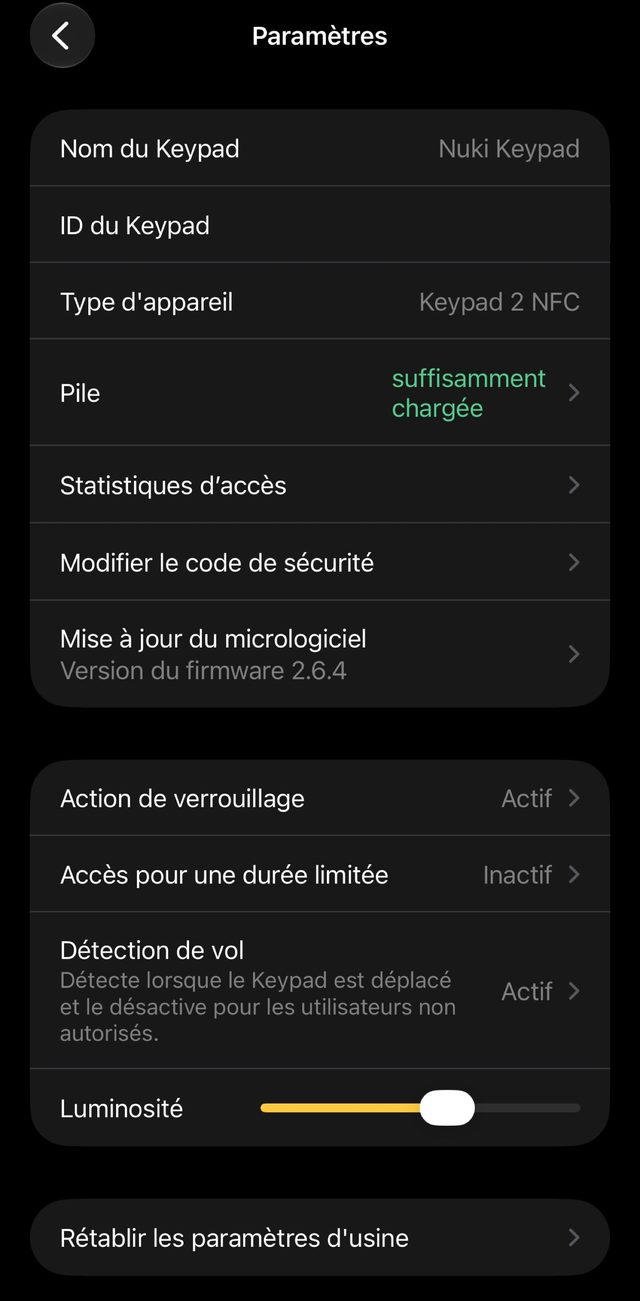 Paramètres
Nom du Keypad Nuki Keypad
ID du Keypad
Type d'appareil Keypad 2 NFC
Pile suffisamment
chargée
Statistiques d’accès
Modifier le code de sécurité
Mise à jour du micrologiciel
Version du firmware 2.6.4
Action de verrouillage Actif
Accès pour une durée limitée Inactif
Détection de vol
Détecte lorsque le Keypad est déplacé
et le désactive pour les utilisateurs non
autorisés.
Actif
Luminosité
Rétablir les paramètres d'usine